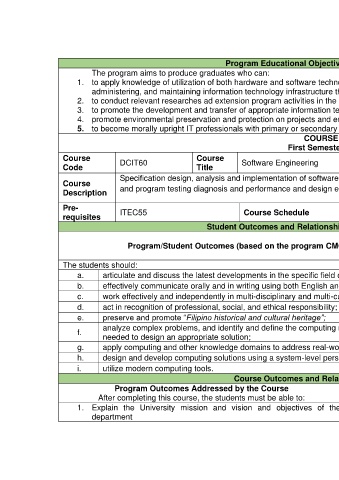 Program Educational Objectiv
The program aims to produce graduates who can:
1. to apply knowledge of utilization of both hardware and software techn
administering, and maintaining information technology infrastructure th
2. to conduct relevant researches ad extension program activities in the
3. to promote the development and transfer of appropriate information te
4. promote environmental preservation and protection on projects and en
5. to become morally upright IT professionals with primary or secondary
COURSE
First Semeste
Course Code
DCIT60
Course Title
Software Engineering
Course Description
Specification design, analysis and implementation of software
and program testing diagnosis and performance and design e
Pre-requisites
ITEC55
Course Schedule
Student Outcomes and Relationshi
Program/Student Outcomes (based on the program CM
The students should:
a. articulate and discuss the latest developments in the specific field o
b. effectively communicate orally and in writing using both English an
c. work effectively and independently in multi-disciplinary and multi-cu
d. act in recognition of professional, social, and ethical responsibility;
e. preserve and promote "Filipino historical and cultural heritage";
f. analyze complex problems, and identify and define the computing r
needed to design an appropriate solution;
g. apply computing and other knowledge domains to address real-wo
h. design and develop computing solutions using a system-level pers
i. utilize modern computing tools.
Course Outcomes and Rela
Program Outcomes Addressed by the Course
After completing this course, the students must be able to:
1. Explain the University mission and vision and objectives of the
department